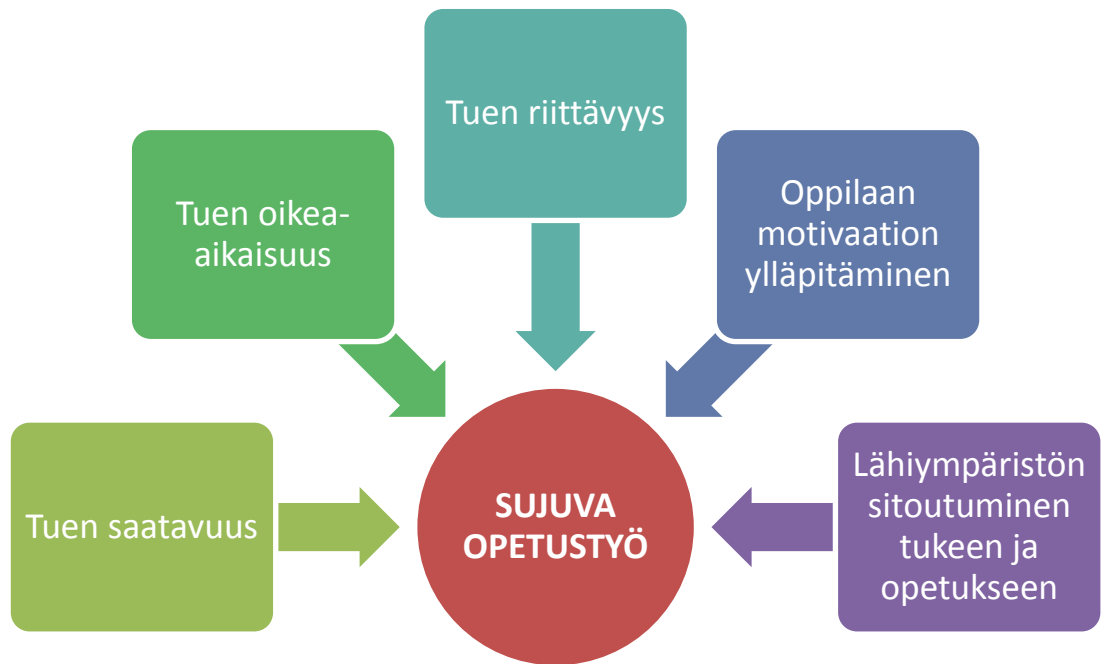 Tuen riittävyys
Tuen oikea-
aikaisuus
Oppilaan
motivaation
ylläpitäminen
Tuen saatavuus
SUJUVA
OPETUSTYÖ
Lähiympäristön
sitoutuminen
tukeen ja
opetukseen